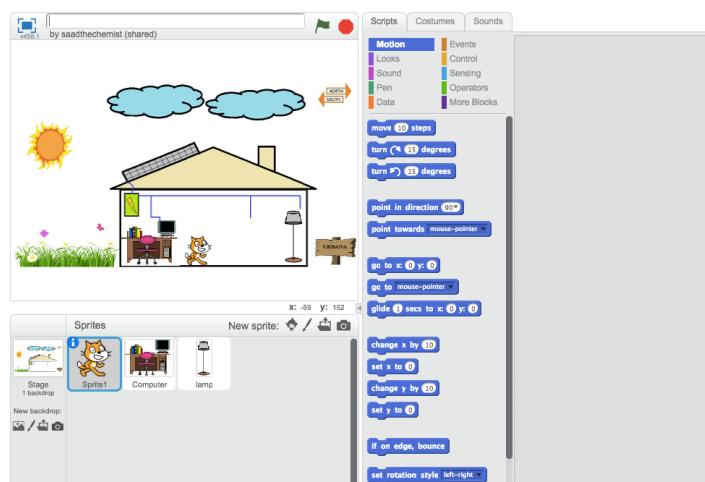 v459.1
by saadthechemist (shared)
NORTH
SOUTH
URBANA
X: -59 Y: 152
Sprites
New sprite:
Stage
1 backdrop
New backdrop:
Sprite1
Computer
lamp
Scripts
Costumes
Sounds
Motion
Looks
Sound
Pen
Data
Events
Control
Sensing
Operators
More Blocks
move 10 steps
turn 15 degrees
turn 15 degrees
point in direction 90
point towards mouse-pointer
go to x: 0 y: 0
go to mouse-pointer
glide 1 secs to x: 0 y: 0
change x by 10
set x to 0
change y by 10
set y to 0
if on edge, bounce
set rotation style left-right